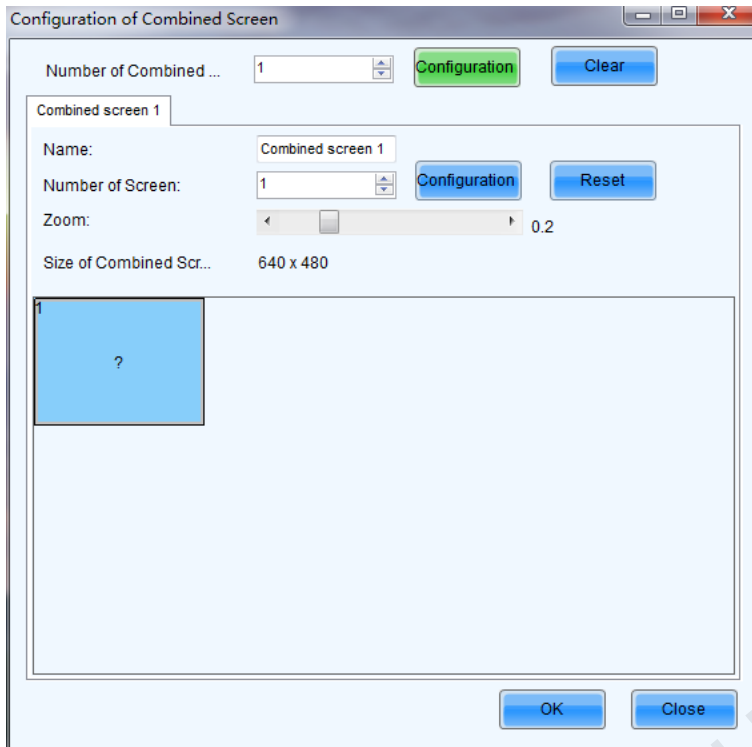 Configuration of Combined Screen
Number of Combined ... 1 Configuration Clear
Combined screen 1
Name: Combined screen 1
Number of Screen: 1 Configuration Reset
Zoom: 0.2
Size of Combined Scr... 640 x 480
1
?
OK Close